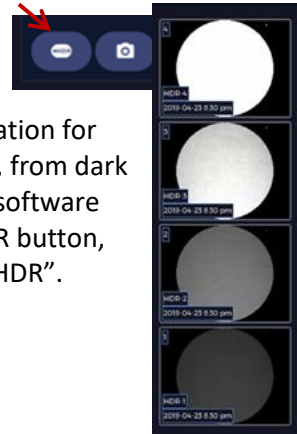 HDR
ation for
, from dark
software
R button,
HDR”.
4
HDR-4
2019-04-23 8:30 pm
3
HDR-3
2019-04-23 8:30 pm
2
HDR-2
2019-04-23 8:30 pm
1
HDR-1
2019-04-23 8:30 pm